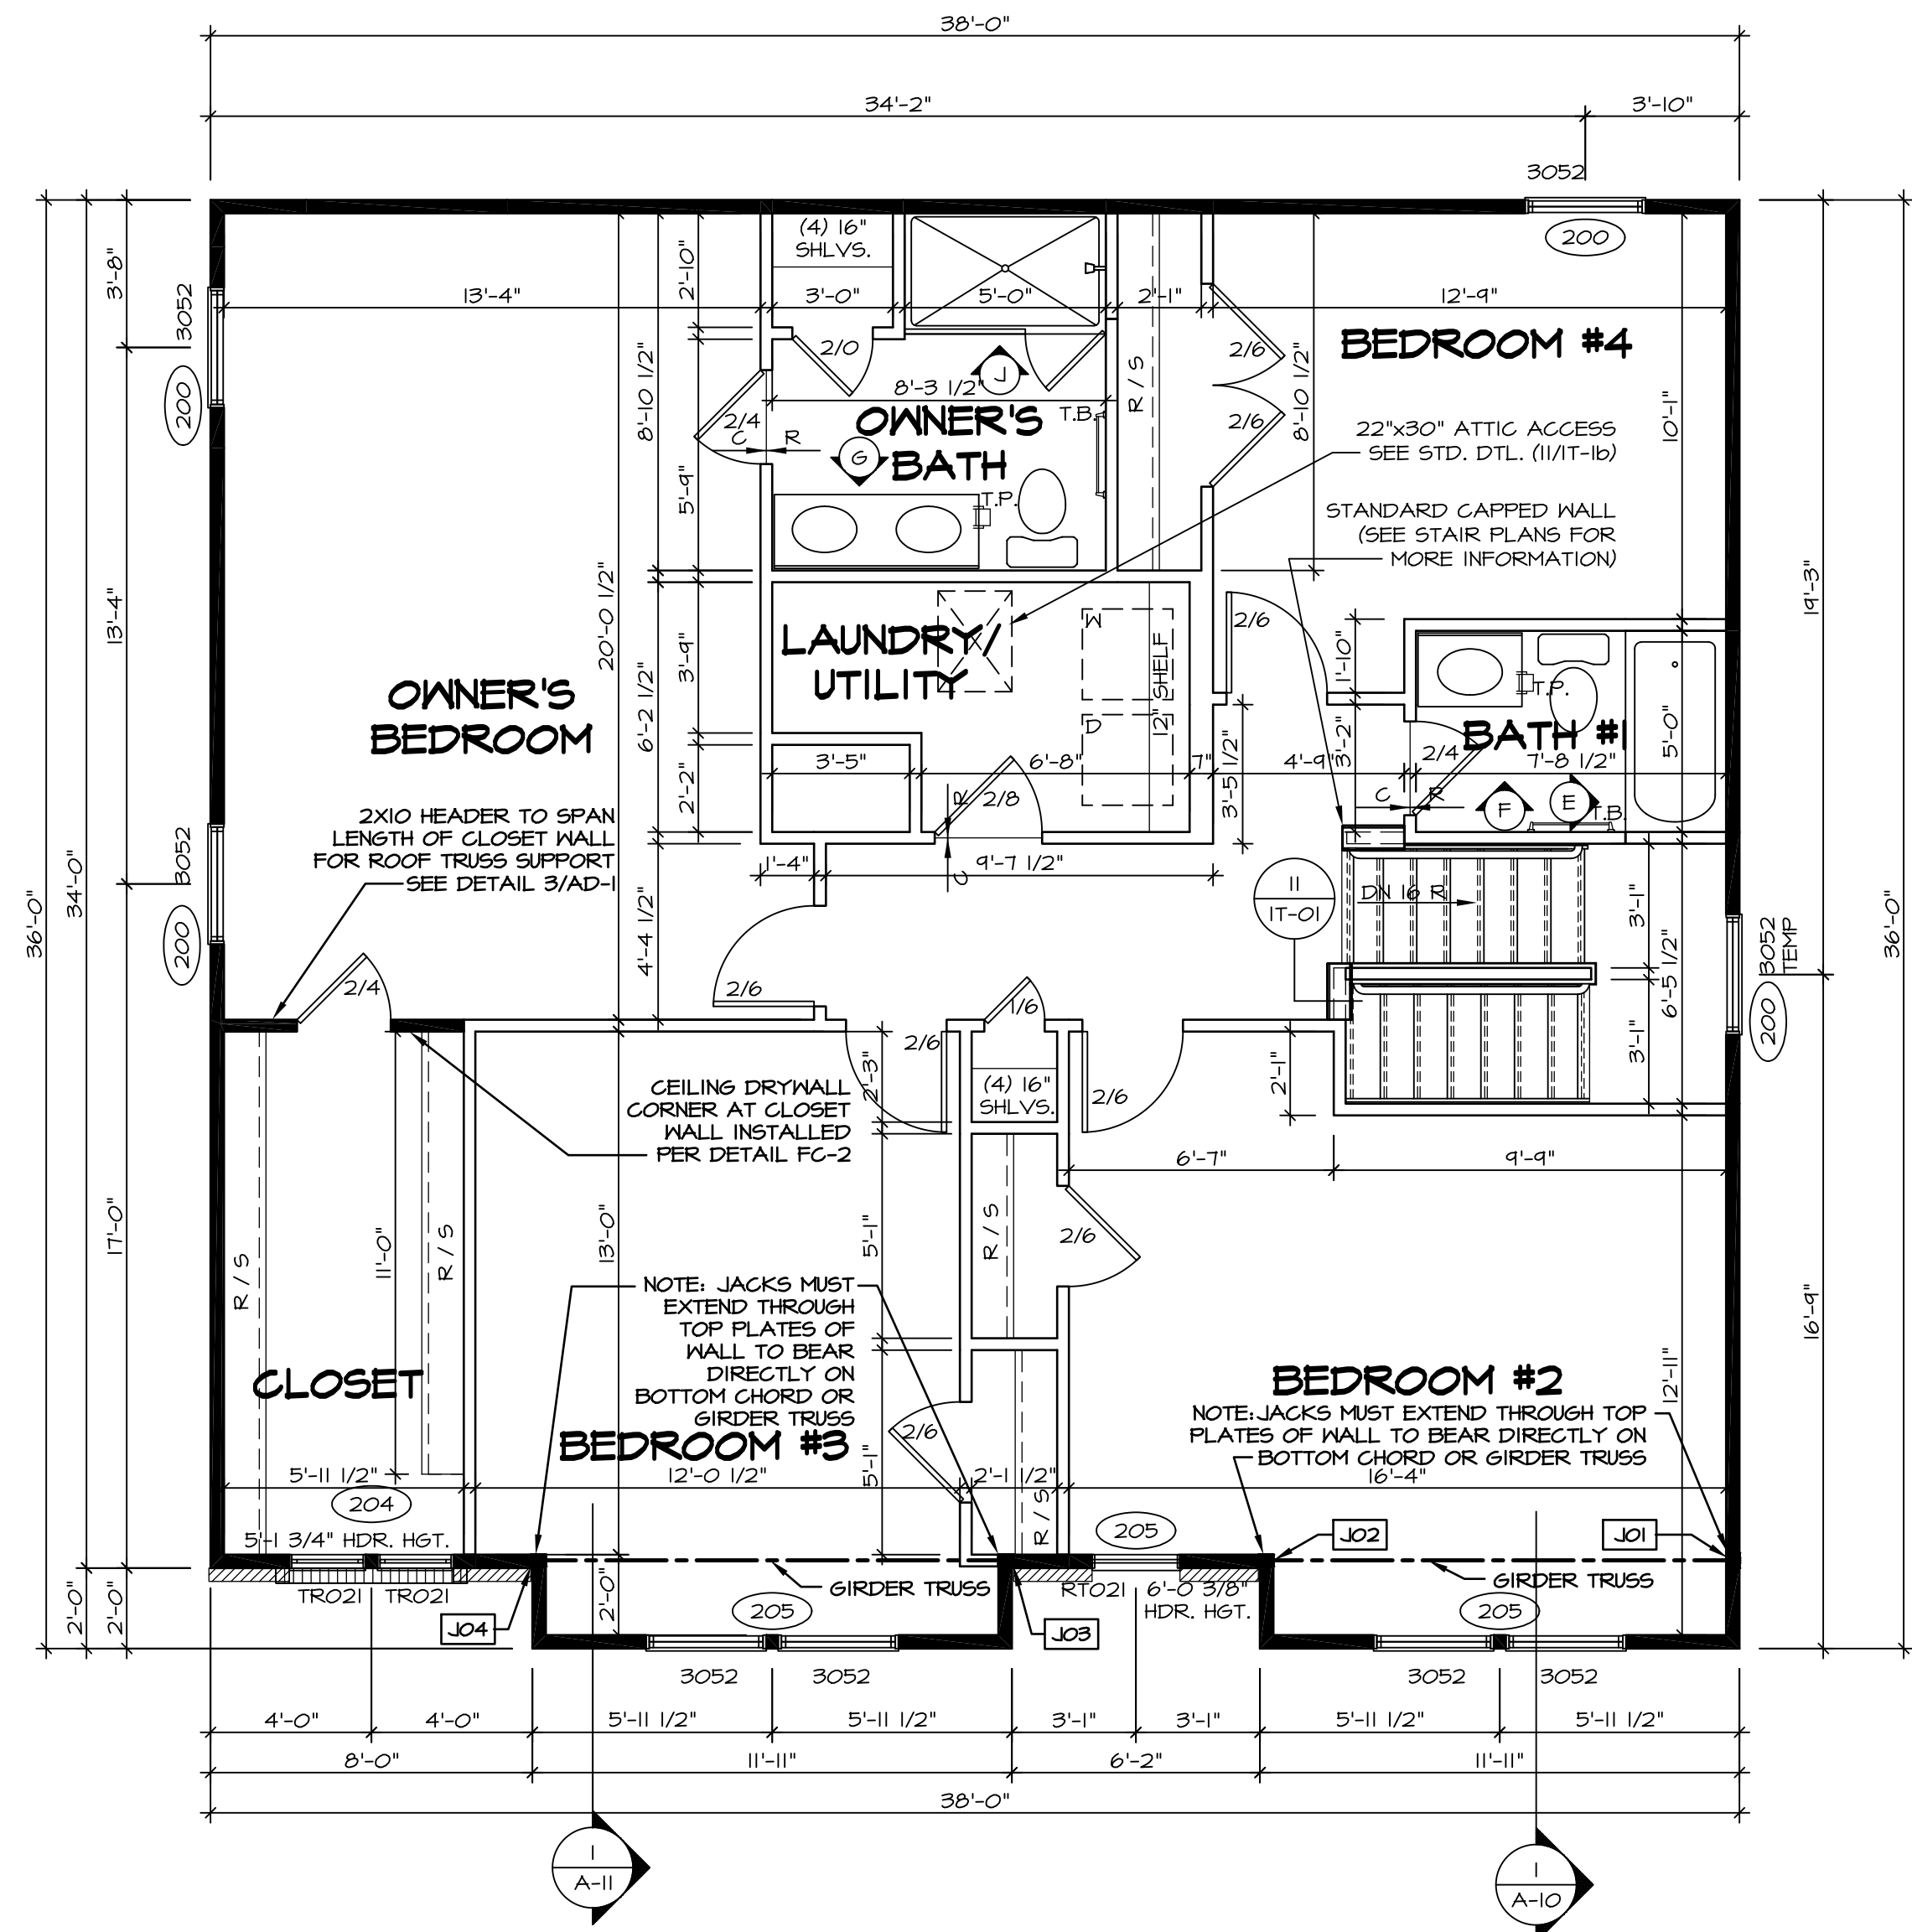 38'-0"
34'-2"
3'-10"
3052
200
3'-8"
3052
200
13'-4"
36'-0"
34'-0"
13'-4"
3'-0"
5'-0"
2'-1"
12'-9"
(4) 16"
SHLVS.
2'-10"
2/0
2/6
BEDROOM #4
8'-10 1/2"
J
8'-3 1/2"
R / S
8'-10 1/2"
10'-1"
2/4
C
R
OWNER'S
BATH
T.B.
2/6
22"x30" ATTIC ACCESS
SEE STD. DTL. (11/IT-1b)
G
T.P.
5'-9"
STANDARD CAPPED WALL
(SEE STAIR PLANS FOR
MORE INFORMATION)
20'-0 1/2"
19'-3"
36'-0"
LAUNDRY/
UTILITY
W
D
12" SHELF
2/6
1'-10"
T.P.
OWNER'S
BEDROOM
6'-2 1/2"
3'-9"
2'-2"
3'-5"
6'-8"
7"
3'-5 1/2"
4'-9"
3'-2"
BATH #1
2/4
7'-8 1/2"
5'-0"
R
2/8
C
C
R
F
E
T.B.
2X10 HEADER TO SPAN
LENGTH OF CLOSET WALL
FOR ROOF TRUSS SUPPORT
SEE DETAIL 3/AD-1
3052
200
1'-4"
9'-7 1/2"
4'-4 1/2"
11
IT-01
DN 16 R
3'-1"
3'-1"
6'-5 1/2"
3052
TEMP
200
2/4
2/6
2/6
1/6
(4) 16"
SHLVS.
2/6
2'-3"
2'-1"
CEILING DRYWALL
CORNER AT CLOSET
WALL INSTALLED
PER DETAIL FC-2
6'-7"
9'-9"
17'-0"
R / S
11'-0"
R / S
13'-0"
5'-1"
R / S
2/6
16'-9"
NOTE: JACKS MUST
EXTEND THROUGH
TOP PLATES OF
WALL TO BEAR
DIRECTLY ON
BOTTOM CHORD OR
GIRDER TRUSS
CLOSET
BEDROOM #3
2/6
5'-1"
BEDROOM #2
12'-11"
NOTE: JACKS MUST EXTEND THROUGH TOP
PLATES OF WALL TO BEAR DIRECTLY ON
BOTTOM CHORD OR GIRDER TRUSS
5'-11 1/2"
12'-0 1/2"
2'-1 1/2"
16'-4"
204
5'-1 3/4" HDR. HGT.
R / S
205
J02
J01
TR021
TR021
GIRDER TRUSS
RT021
6'-0 3/8"
HDR. HGT.
GIRDER TRUSS
J04
2'-0"
205
J03
205
2'-0"
2'-0"
3052
3052
3052
3052
4'-0"
4'-0"
5'-11 1/2"
5'-11 1/2"
3'-1"
3'-1"
5'-11 1/2"
5'-11 1/2"
8'-0"
11'-11"
6'-2"
11'-11"
38'-0"
1
A-11
1
A-10